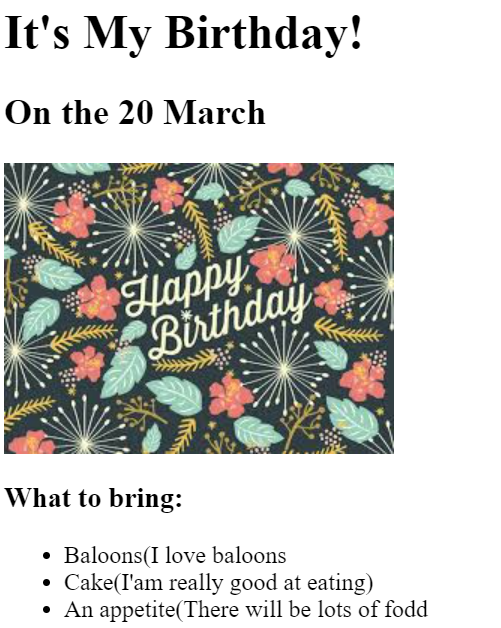 It's My Birthday!
On the 20 March
Happy
Birthday
What to bring:
Baloons(I love baloons
Cake(I'am really good at eating)
An appetite(There will be lots of fodd